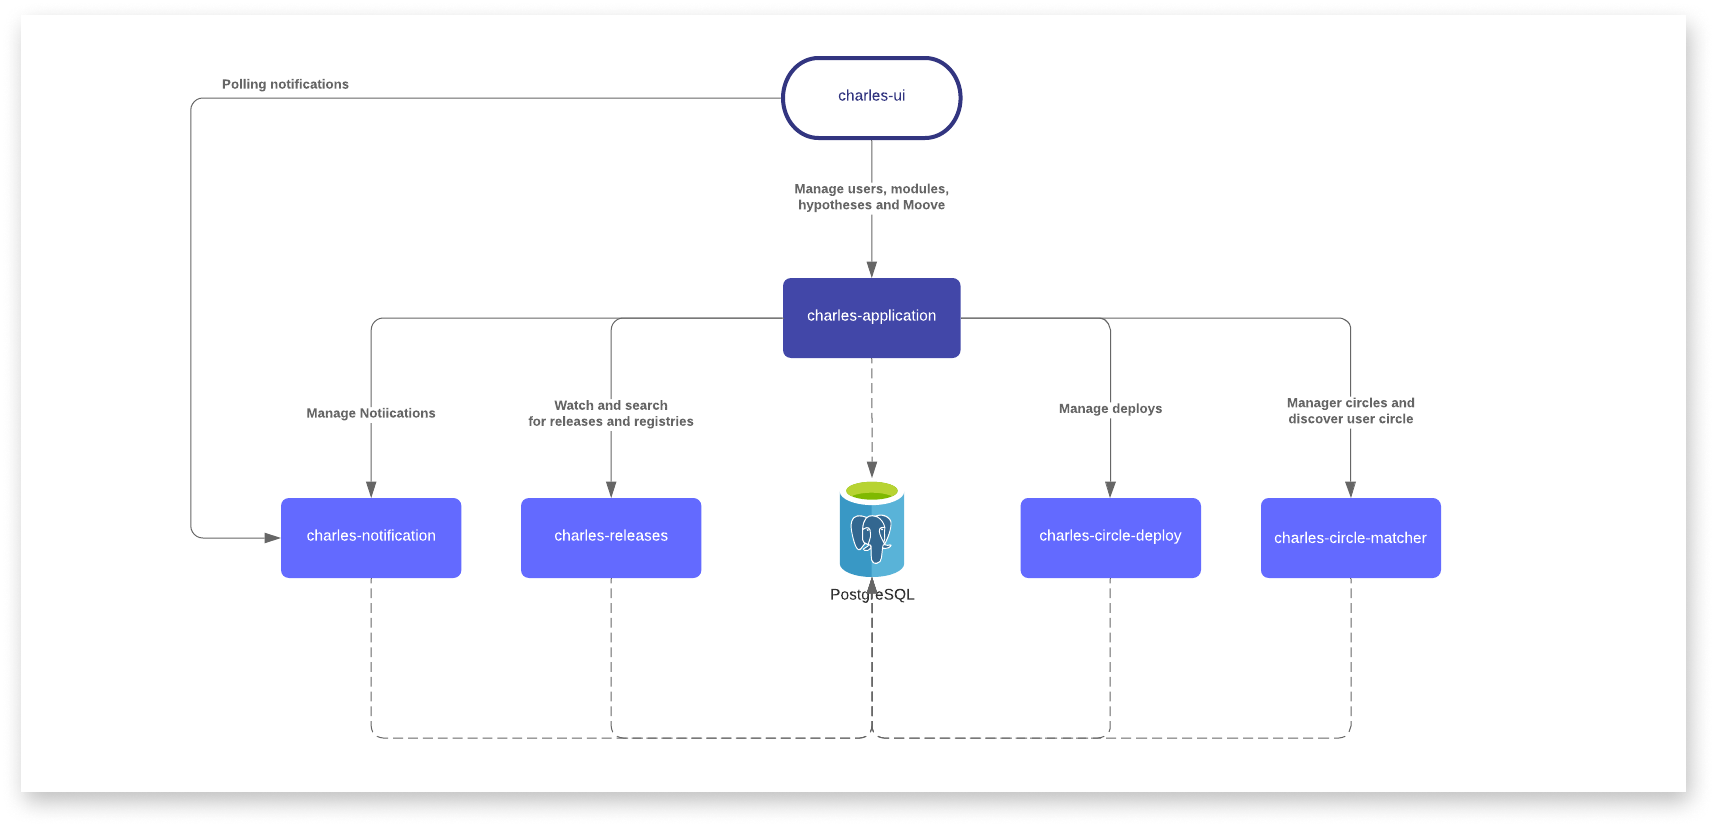 Polling notifications
charles-ui
Manage users, modules,
hypotheses and Moove
charles-application
Manage Notiications
Watch and search
for releases and registries
Manage deploys
Manager circles and
discover user circle
charles-notification
charles-releases
charles-circle-deploy
charles-circle-matcher
PostgreSQL